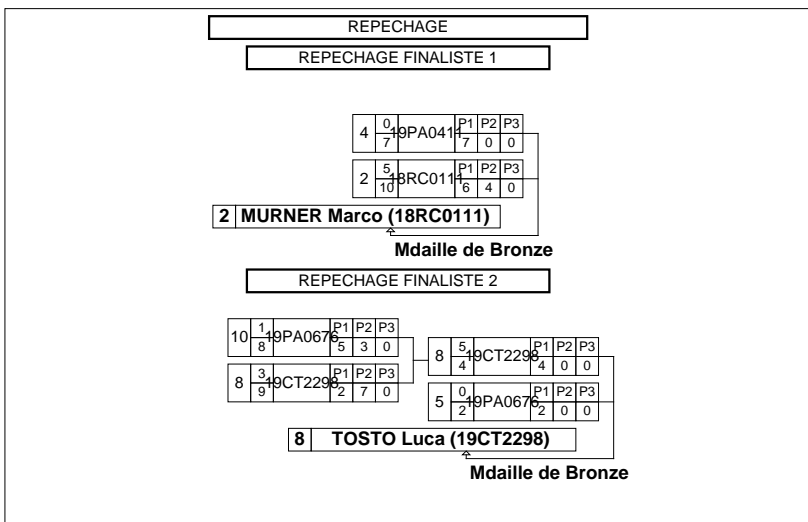 REPECHAGE
REPECHAGE FINALISTE 1
4 0 7 19PA0411 P1 P2 P3 7 0 0
2 5 10 18RC0111 P1 P2 P3 6 4 0
2 MURNER Marco (18RC0111)
Mdaille de Bronze
REPECHAGE FINALISTE 2
10 1 8 19PA0676 P1 P2 P3 5 3 0
8 5 4 19CT2298 P1 P2 P3 4 0 0
8 3 9 19CT2298 P1 P2 P3 2 7 0
5 0 2 19PA0676 P1 P2 P3 2 0 0
8 TOSTO Luca (19CT2298)
Mdaille de Bronze